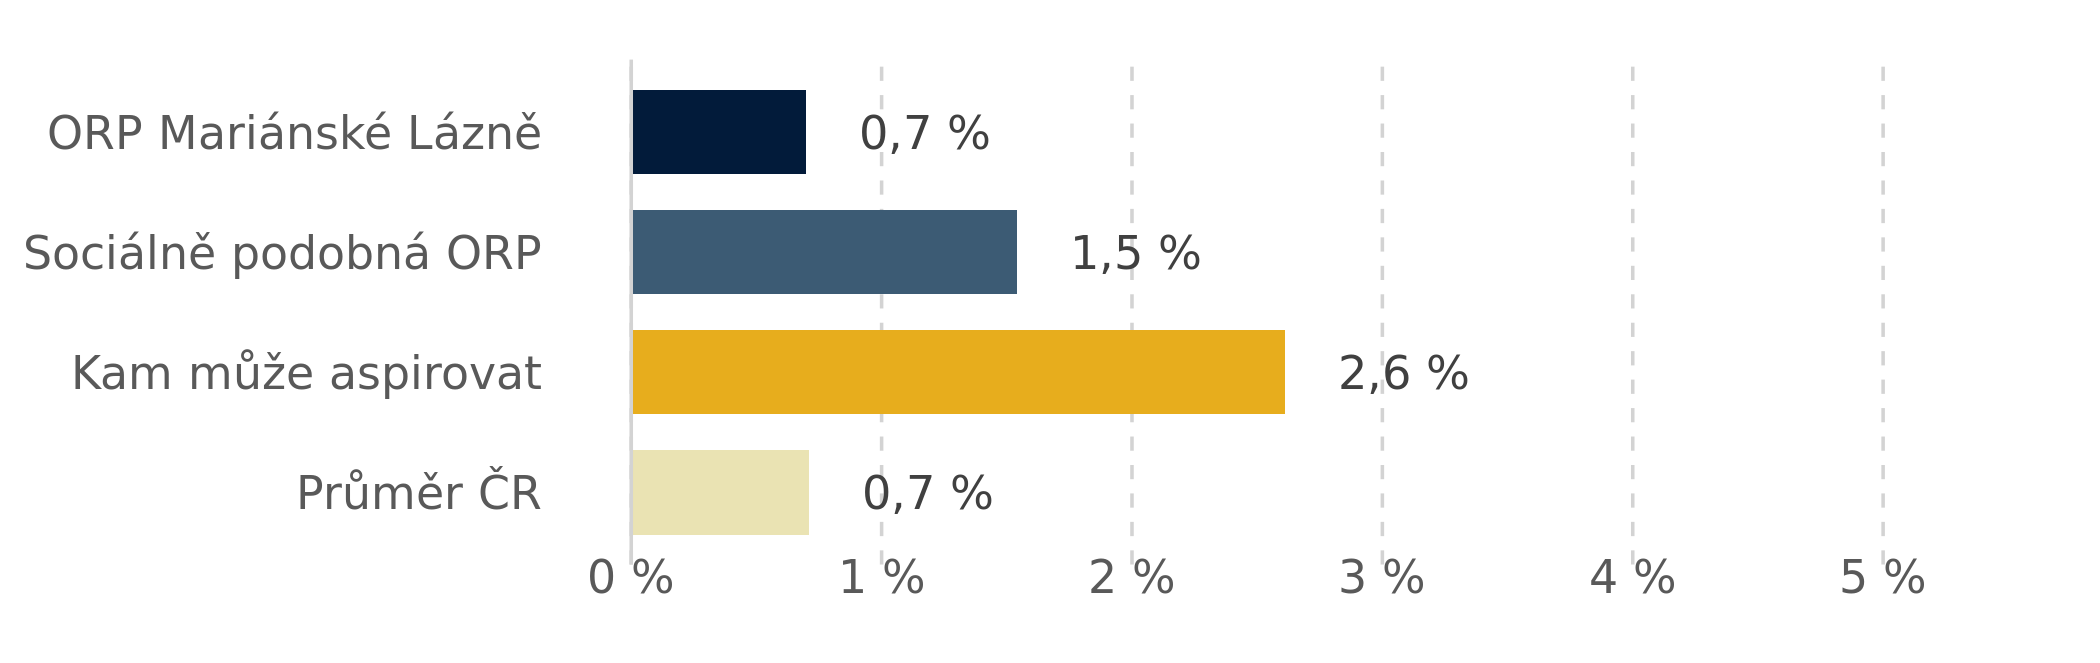 ORP Mariánské Lázně 0,7 %
Sociálně podobná ORP 1,5 %
Kam může aspirovat 2,6 %
Průměr ČR 0,7 %
0 % 1 % 2 % 3 % 4 % 5 %